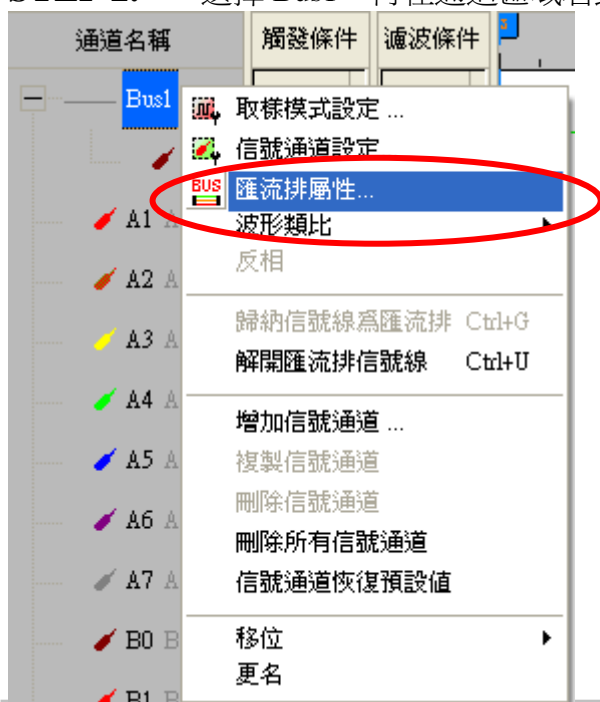 通道名稱 觸發條件 濾波條件
Bus1
取樣模式設定 ...
信號通道設定
BUS 匯流排屬性...
A1 A 波形類比
反相
A2 A
歸納信號線爲匯流排 Ctrl+G
A3 A
解開匯流排信號線 Ctrl+U
A4 A
增加信號通道 ...
A5 A 複製信號通道
刪除信號通道
A6 A
刪除所有信號通道
A7 A 信號通道恢復預設值
B0 B 移位
更名
B1 B